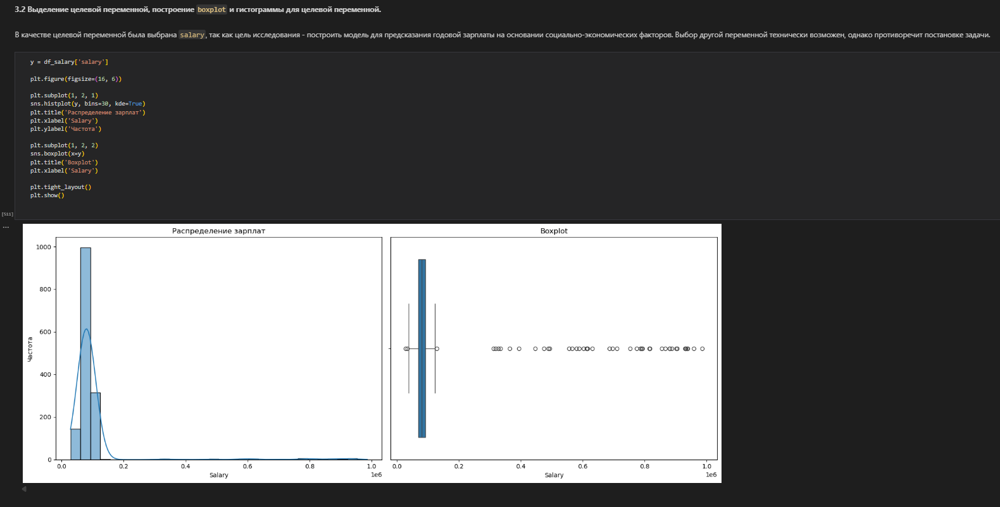 3.2 Выделение целевой переменной, построение boxplot и гистограммы для целевой переменной.
В качестве целевой переменной была выбрана salary, так как цель исследования - построить модель для предсказания годовой зарплаты на основании социально-экономических факторов. Выбор другой переменной технически возможен, однако противоречит постановке задачи.
y = df_salary['salary']
plt.figure(figsize=(16, 6))
plt.subplot(1, 2, 1)
sns.histplot(y, bins=30, kde=True)
plt.title('Распределение зарплат')
plt.xlabel('Salary')
plt.ylabel('Частота')
plt.subplot(1, 2, 2)
sns.boxplot(x=y)
plt.title('Boxplot')
plt.xlabel('Salary')
plt.tight_layout()
plt.show()
[511]
...
Распределение зарплат
1000
800
600
400
200
0
Частота
0.0 0.2 0.4 0.6 0.8 1.0
1e6
Salary
Boxplot
0.0 0.2 0.4 0.6 0.8 1.0
1e6
Salary